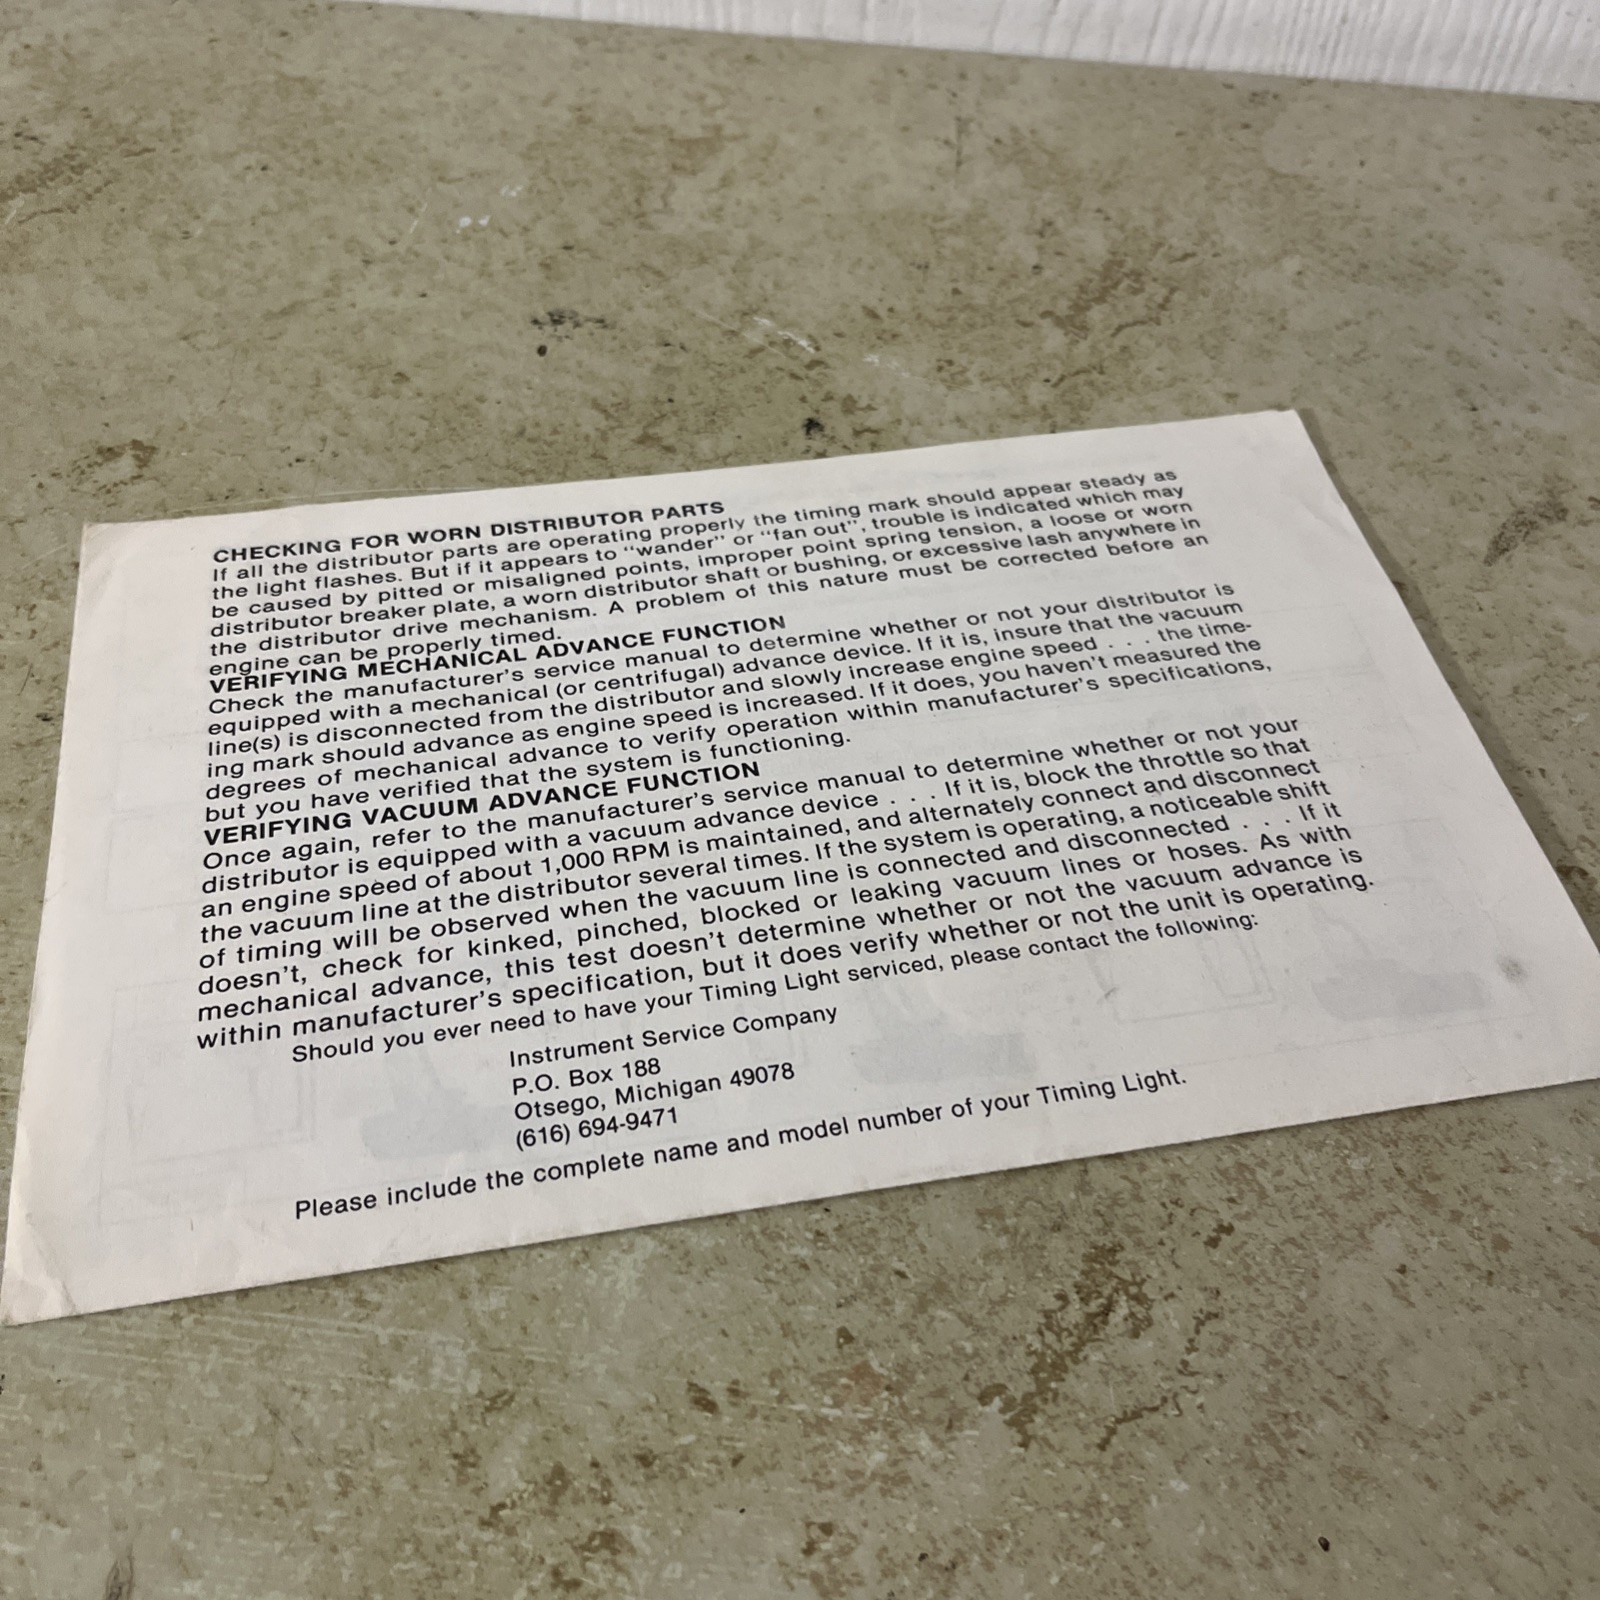 CHECKING FOR WORN DISTRIBUTOR PARTS
If all the distributor parts are operating properly the timing mark should appear steady as
the light flashes. But if it appears to "wander" or "fan out", trouble is indicated which may
be caused by pitted or misaligned points, improper point spring tension, a loose or worn
distributor breaker plate, a worn distributor shaft or bushing, or excessive lash anywhere in
the distributor drive mechanism. A problem of this nature must be corrected before an
engine can be properly timed.
VERIFYING MECHANICAL ADVANCE FUNCTION
Check the manufacturer's service manual to determine whether or not your distributor is
equipped with a mechanical (or centrifugal) advance device. If it is, insure that the vacuum
line(s) is disconnected from the distributor and slowly increase engine speed . . . the time-
ing mark should advance as engine speed is increased. If it does, you haven't measured the
degrees of mechanical advance to verify operation within manufacturer's specifications,
but you have verified that the system is functioning.
VERIFYING VACUUM ADVANCE FUNCTION
Once again, refer to the manufacturer's service manual to determine whether or not your
distributor is equipped with a vacuum advance device . . . If it is, block the throttle so that
an engine speed of about 1,000 RPM is maintained, and alternately connect and disconnect
the vacuum line at the distributor several times. If the system is operating, a noticeable shift
of timing will be observed when the vacuum line is connected and disconnected . . . If it
doesn't, check for kinked, pinched, blocked or leaking vacuum lines or hoses. As with
mechanical advance, this test doesn't determine whether or not the vacuum advance is
within manufacturer's specification, but it does verify whether or not the unit is operating.
Should you ever need to have your Timing Light serviced, please contact the following:
Instrument Service Company
P.O. Box 188
Otsego, Michigan 49078
(616) 694-9471
Please include the complete name and model number of your Timing Light.